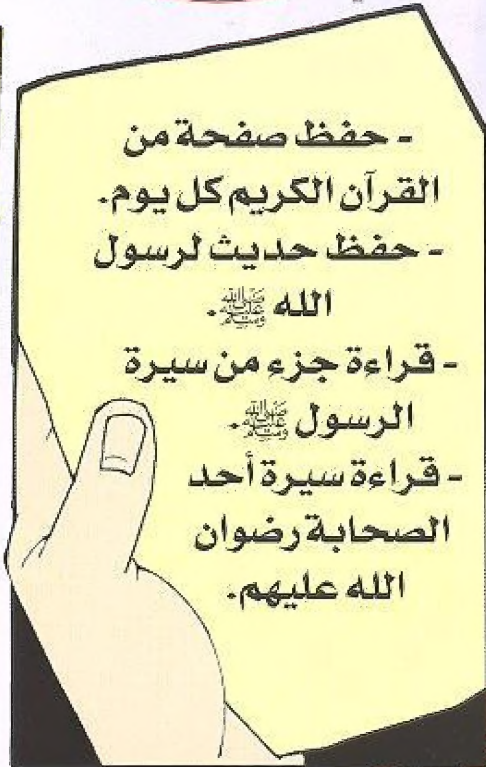 - حفظ صفحة من
القرآن الكريم كل يوم.
- حفظ حديث لرسول
الله ﷺ.
- قراءة جزء من سيرة
الرسول ﷺ.
- قراءة سيرة أحد
الصحابة رضوان
الله عليهم.